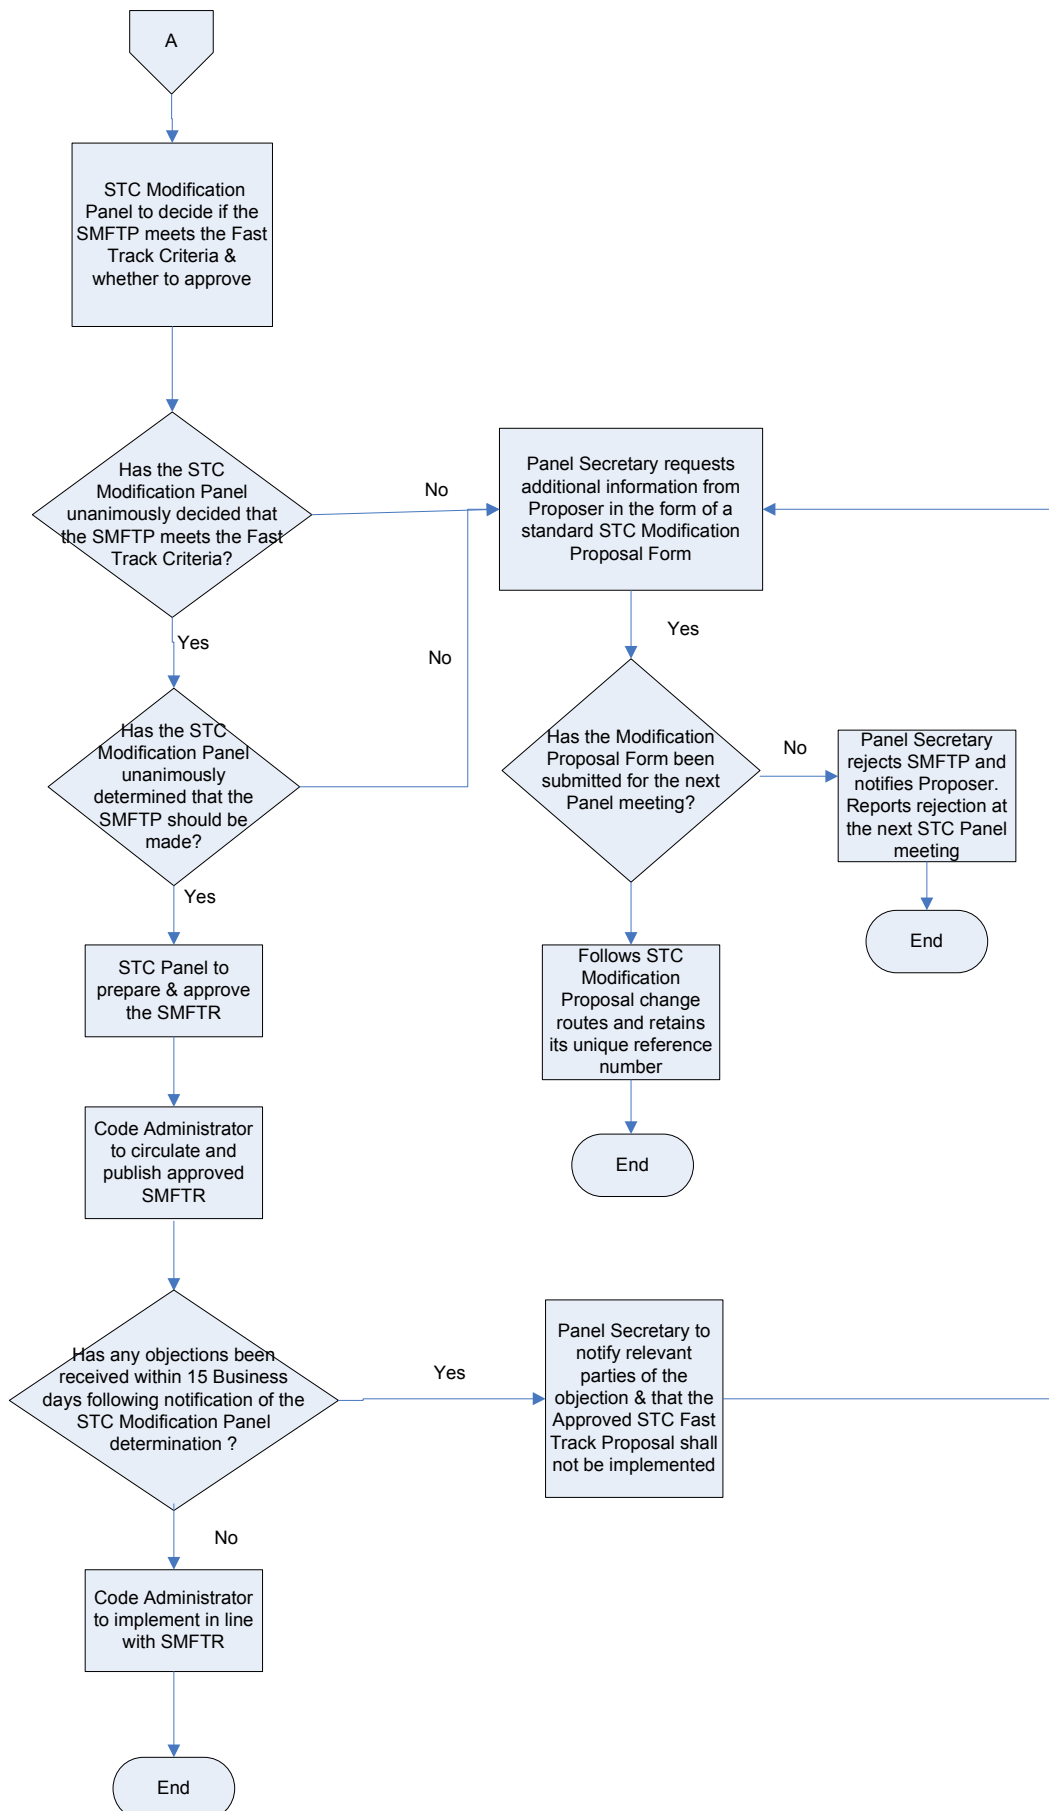 A
STC Modification
Panel to decide if the
SMFTP meets the Fast
Track Criteria &
whether to approve
Has the STC
Modification Panel
unanimously decided that
the SMFTP meets the Fast
Track Criteria?
No
Panel Secretary requests
additional information from
Proposer in the form of a
standard STC Modification
Proposal Form
Yes
No
Yes
Has the STC
Modification Panel
unanimously
determined that the
SMFTP should be
made?
Has the Modification
Proposal Form been
submitted for the next
Panel meeting?
No
Panel Secretary
rejects SMFTP and
notifies Proposer.
Reports rejection at
the next STC Panel
meeting
Yes
End
STC Panel to
prepare & approve
the SMFTR
Follows STC
Modification
Proposal change
routes and retains
its unique reference
number
Code Administrator
to circulate and
publish approved
SMFTR
End
Has any objections been
received within 15 Business
days following notification of the
STC Modification Panel
determination ?
Yes
Panel Secretary to
notify relevant
parties of the
objection & that the
Approved STC Fast
Track Proposal shall
not be implemented
No
Code Administrator
to implement in line
with SMFTR
End